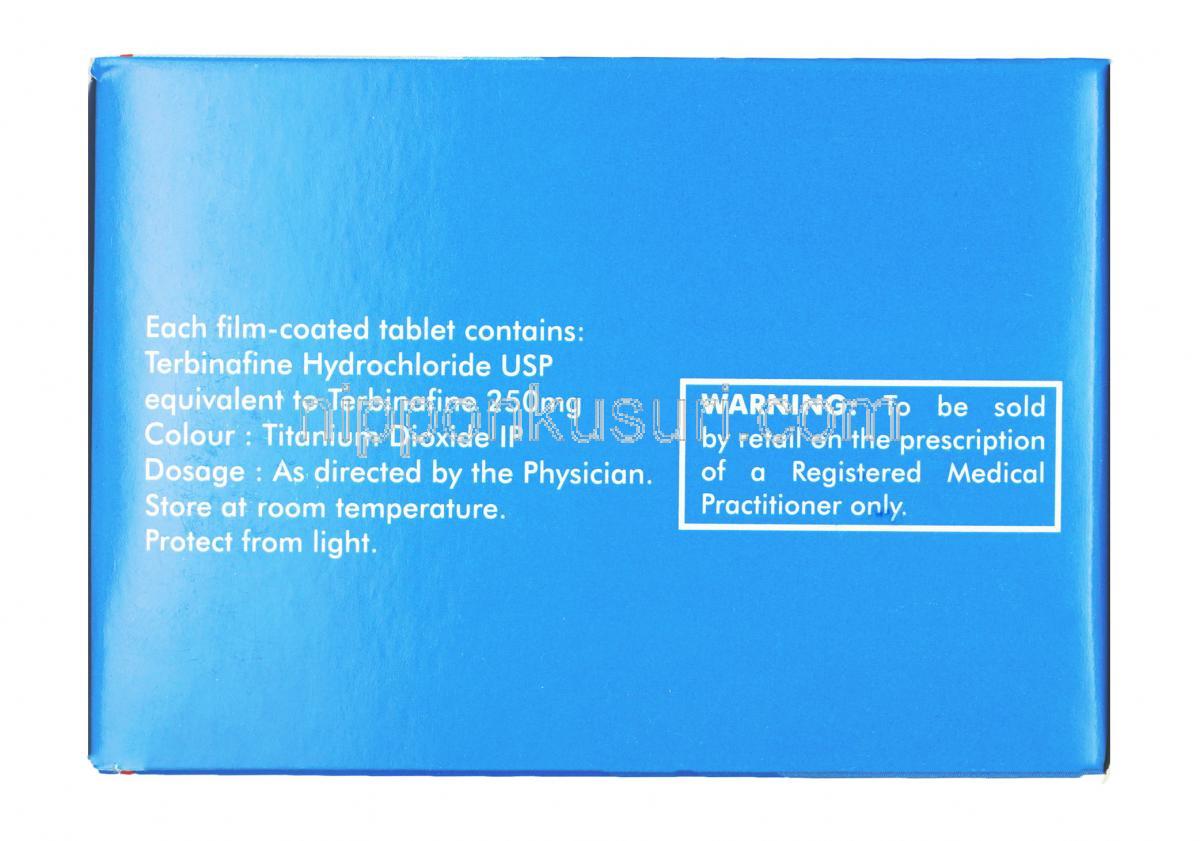 Each film-coated tablet contains:
Terbinafine Hydrochloride USP
equivalent to Terbinafine 250mg
Colour : Titanium Dioxide IP
Dosage : As directed by the Physician.
Store at room temperature.
Protect from light.
WARNING: To be sold
by retail on the prescription
of a Registered Medical
Practitioner only.
nipponkusuri.com